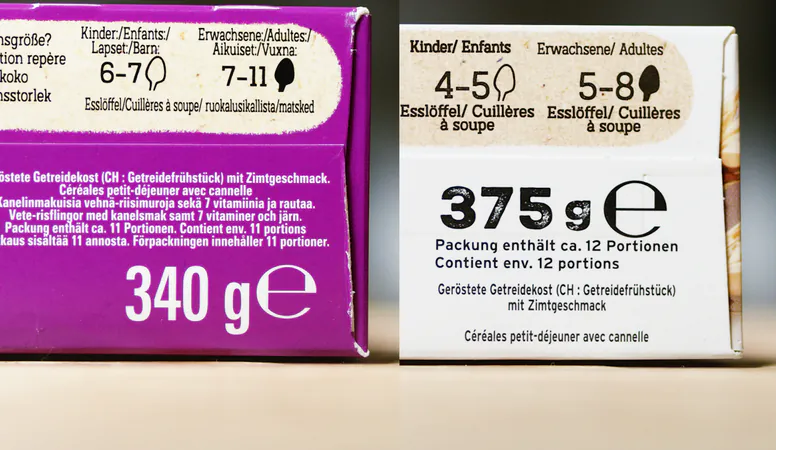 nsgröße?
tion repère
koko
nsstorlek
Kinder:/Enfants:/
Lapset:/Barn:
6–7
Erwachsene:/Adultes:/
Aikuiset:/Vuxna:
7–11
Esslöffel/Cuillères à soupe/ ruokalusikallista/matsked
östete Getreidekost (CH : Getreidefrühstück) mit Zimtgeschmack.
Céréales petit-déjeuner avec cannelle
Kanelinmakuisia vehnä-riisimuroja sekä 7 vitamiinia ja rautaa.
Vete-risflingor med kanelsmak samt 7 vitaminer och järn.
Packung enthält ca. 11 Portionen. Contient env. 11 portions
kaus sisältää 11 annosta. Förpackningen innehåller 11 portioner.
340 g e
Kinder/ Enfants
4–5
Esslöffel/ Cuillères
à soupe
Erwachsene/ Adultes
5–8
Esslöffel/ Cuillères
à soupe
375 g e
Packung enthält ca. 12 Portionen
Contient env. 12 portions
Geröstete Getreidekost (CH : Getreidefrühstück)
mit Zimtgeschmack
Céréales petit-déjeuner avec cannelle